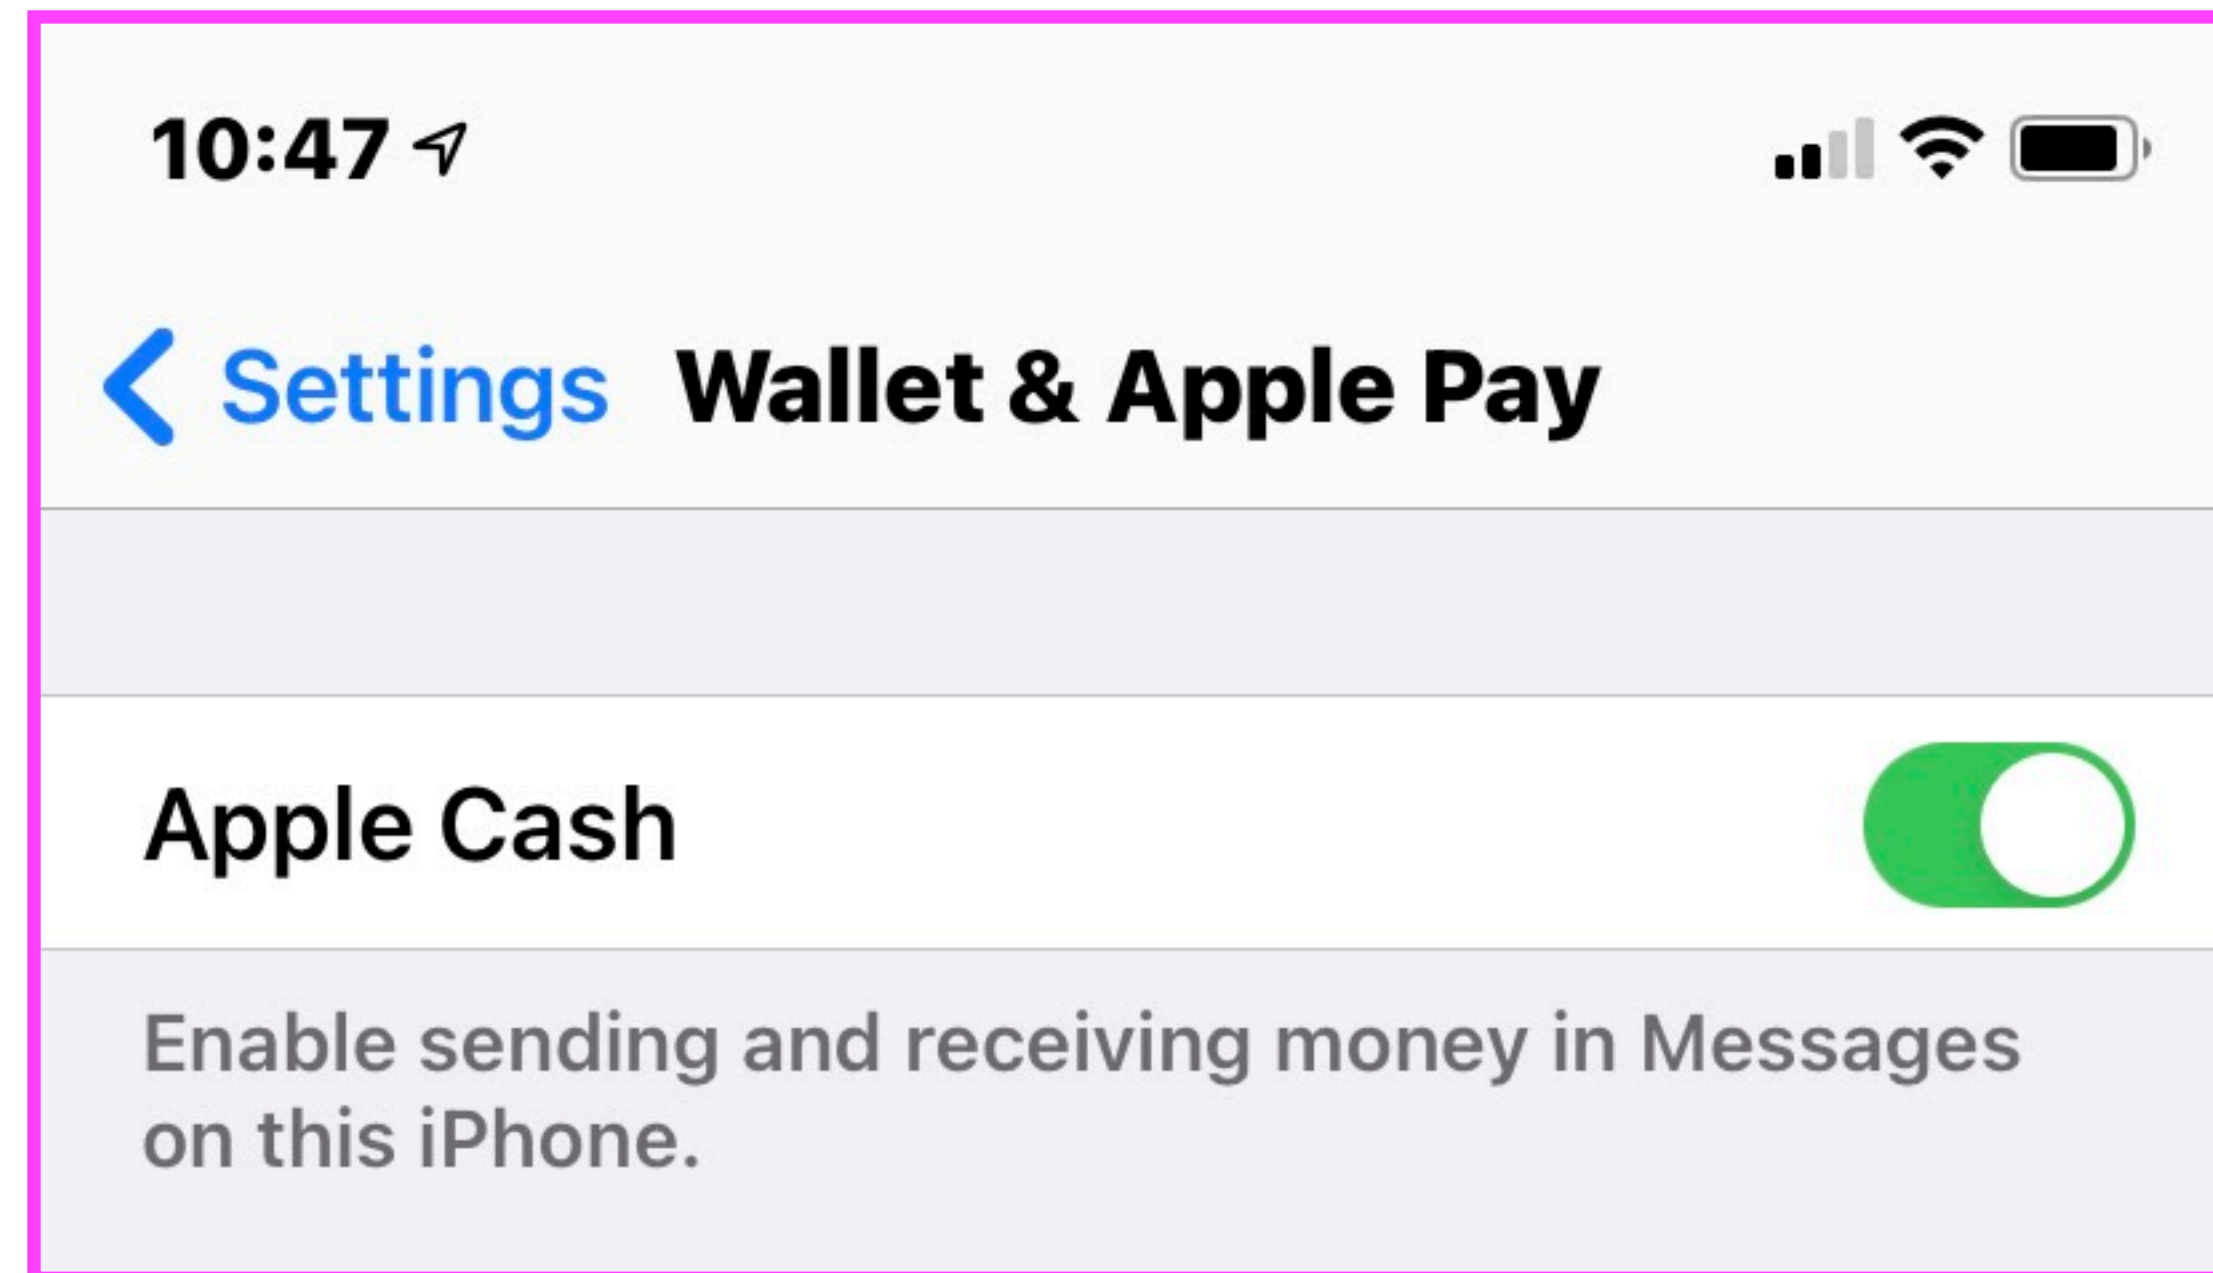 10:47
Settings Wallet & Apple Pay
Apple Cash
Enable sending and receiving money in Messages
on this iPhone.